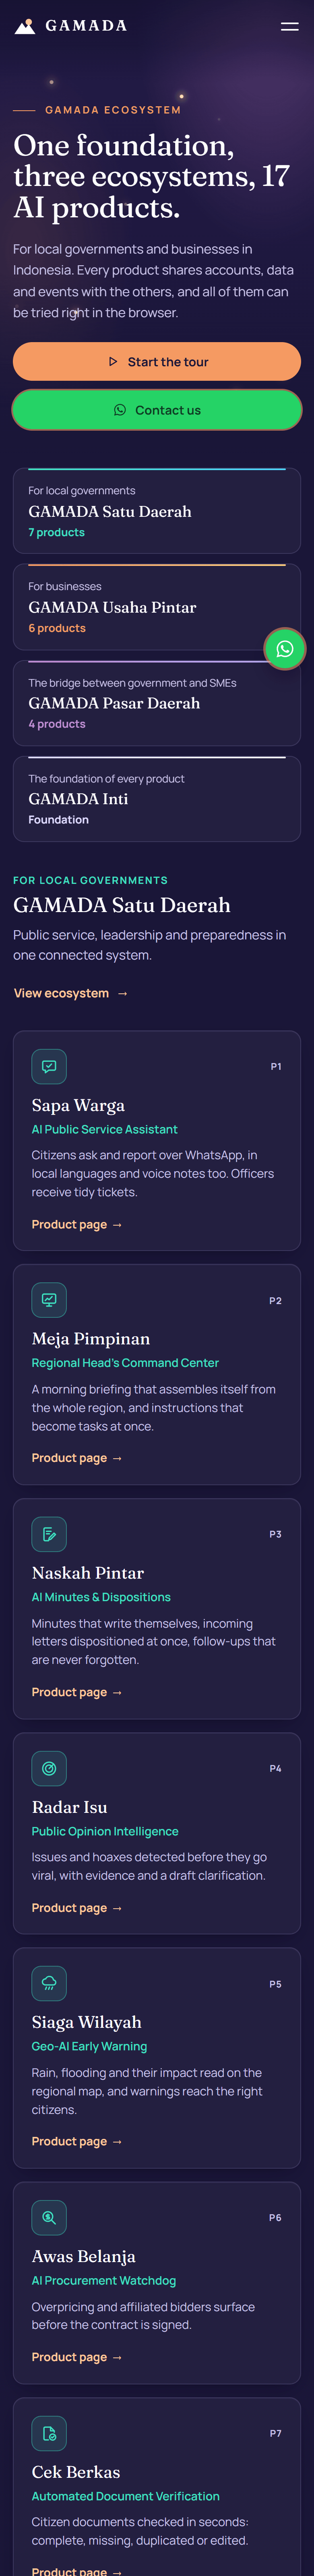 GAMADA
GAMADA ECOSYSTEM
One foundation,
three ecosystems, 17
AI products.
For local governments and businesses in
Indonesia. Every product shares accounts, data
and events with the others, and all of them can
be tried right in the browser.
Start the tour
Contact us
For local governments
GAMADA Satu Daerah
7 products
For businesses
GAMADA Usaha Pintar
6 products
The bridge between government and SMEs
GAMADA Pasar Daerah
4 products
The foundation of every product
GAMADA Inti
Foundation
FOR LOCAL GOVERNMENTS
GAMADA Satu Daerah
Public service, leadership and preparedness in
one connected system.
View ecosystem →
P1
Sapa Warga
AI Public Service Assistant
Citizens ask and report over WhatsApp, in
local languages and voice notes too. Officers
receive tidy tickets.
Product page →
P2
Meja Pimpinan
Regional Head's Command Center
A morning briefing that assembles itself from
the whole region, and instructions that
become tasks at once.
Product page →
P3
Naskah Pintar
AI Minutes & Dispositions
Minutes that write themselves, incoming
letters dispositioned at once, follow-ups that
are never forgotten.
Product page →
P4
Radar Isu
Public Opinion Intelligence
Issues and hoaxes detected before they go
viral, with evidence and a draft clarification.
Product page →
P5
Siaga Wilayah
Geo-AI Early Warning
Rain, flooding and their impact read on the
regional map, and warnings reach the right
citizens.
Product page →
P6
Awas Belanja
AI Procurement Watchdog
Overpricing and affiliated bidders surface
before the contract is signed.
Product page →
P7
Cek Berkas
Automated Document Verification
Citizen documents checked in seconds:
complete, missing, duplicated or edited.
Product page →